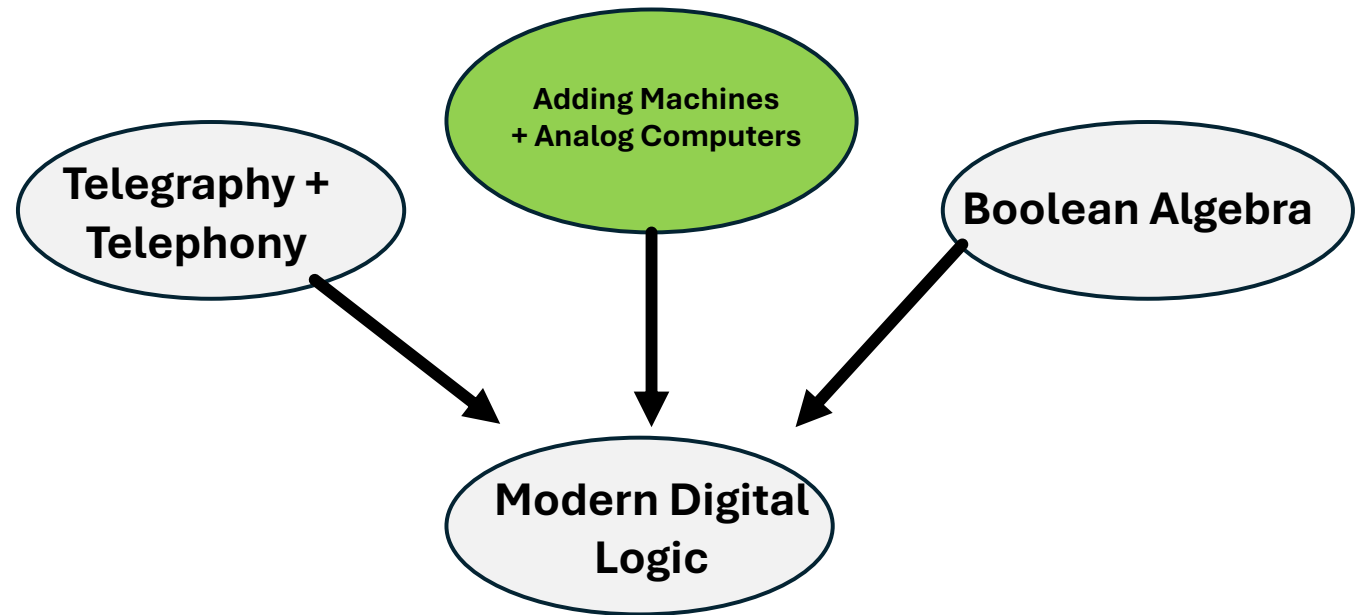 Adding Machines
+ Analog Computers
Telegraphy +
Telephony
Boolean Algebra
Modern Digital
Logic